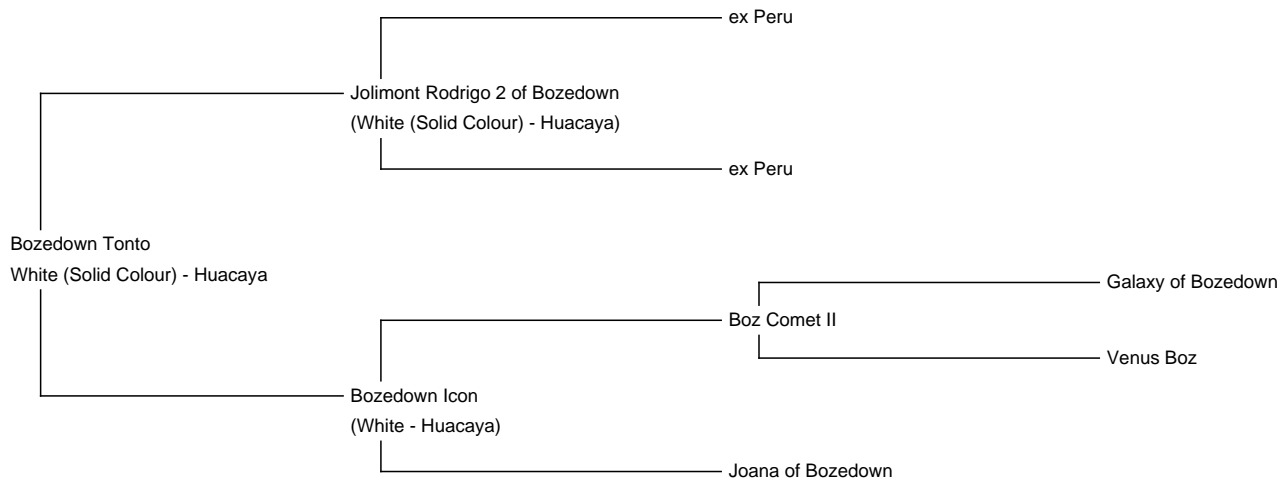 ex Peru
Jolimont Rodrigo 2 of Bozedown
(White (Solid Colour) - Huacaya)
ex Peru
Bozedown Tonto
White (Solid Colour) - Huacaya
Galaxy of Bozedown
Boz Comet II
Venus Boz
Bozedown Icon
(White - Huacaya)
Joana of Bozedown